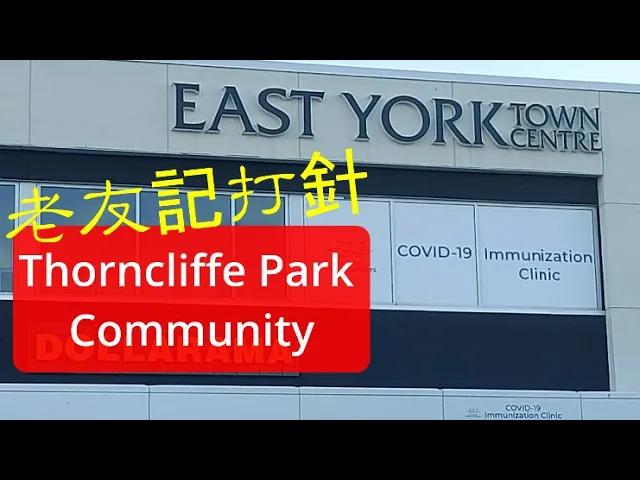 EAST YORK TOWN CENTRE
老友記打針
COVID-19 Immunization Clinic
Thorncliffe Park
Community
DOLLARAMA
COVID-19
Immunization Clinic